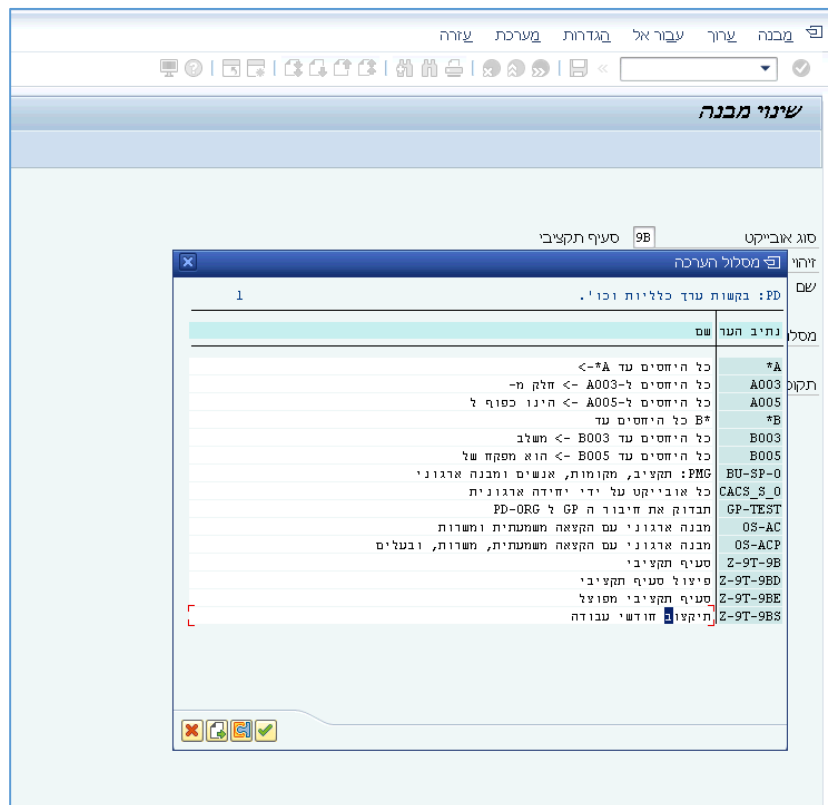 מבנה ערוך עבור אל הגדרות מערכת עזרה
שינוי מבנה
סוג אובייקט 9B סעיף תקציבי
זיהוי
שם
מסלו
תקופ
מסלול הערכה
PD: בקשות ערך כלליות וכו'. 1
נתיב הער שם
A* כל היחסים עד A*->
A003 כל היחסים ל-A003 -> חלק מ-
A005 כל היחסים ל-A005 -> הינו כפוף ל
B* כל היחסים עד B*
B003 כל היחסים עד B003 -> משלב
B005 כל היחסים עד B005 -> הוא מפקח של
BU-SP-O PMG: תקציב, מקומות, אנשים ומבנה ארגוני
CACS_S_O כל אובייקט על ידי יחידה ארגונית
GP-TEST תבדוק את חיבור ה GP ל PD-ORG
OS-AC מבנה ארגוני עם הקצאה משמעתית ומשרות
OS-ACP מבנה ארגוני עם הקצאה משמעתית, משרות, ובעלים
Z-9T-9B סעיף תקציבי
Z-9T-9BD פיצול סעיף תקציבי
Z-9T-9BE סעיף תקציבי מפוצל
Z-9T-9BS תיקצוב חודשי עבודה